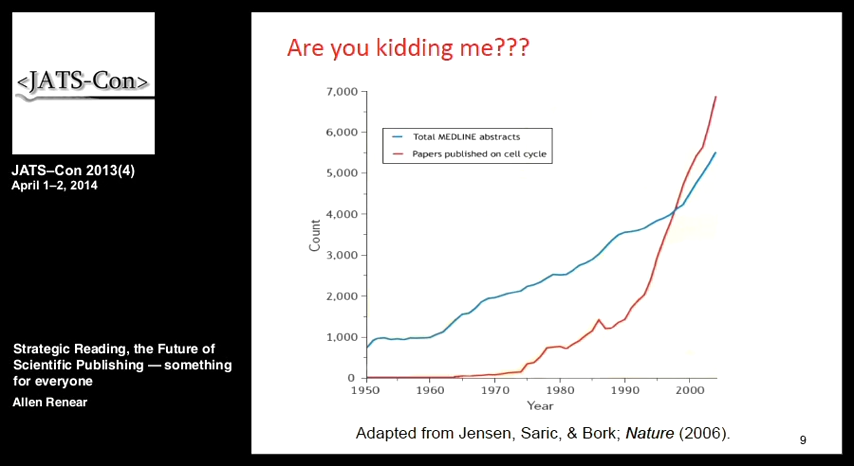 <JATS-Con>
JATS–Con 2013(4)
April 1–2, 2014
Strategic Reading, the Future of
Scientific Publishing — something
for everyone
Allen Renear
Are you kidding me???
7,000
6,000
5,000
4,000
3,000
2,000
1,000
0
Count
Total MEDLINE abstracts
Papers published on cell cycle
1950 1960 1970 1980 1990 2000
Year
Adapted from Jensen, Saric, & Bork; Nature (2006).
9